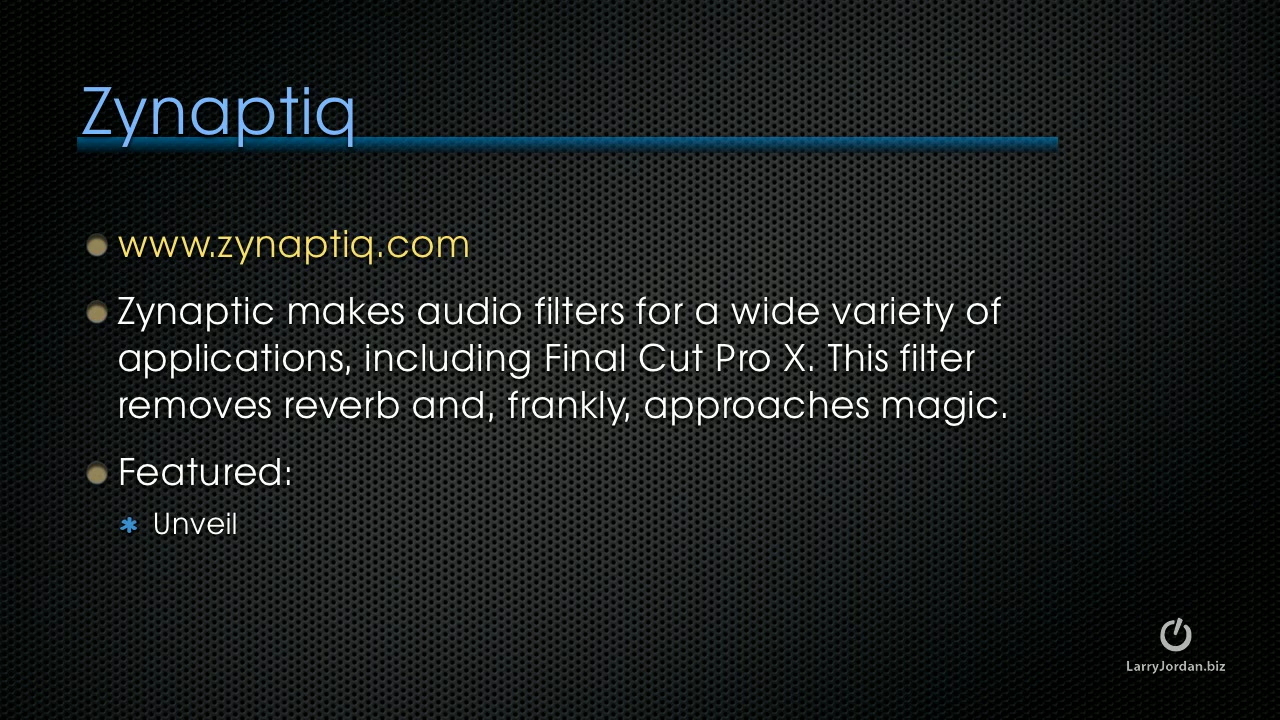 Zynaptiq
www.zynaptiq.com
Zynaptic makes audio filters for a wide variety of
applications, including Final Cut Pro X. This filter
removes reverb and, frankly, approaches magic.
Featured:
Unveil
LarryJordan.biz